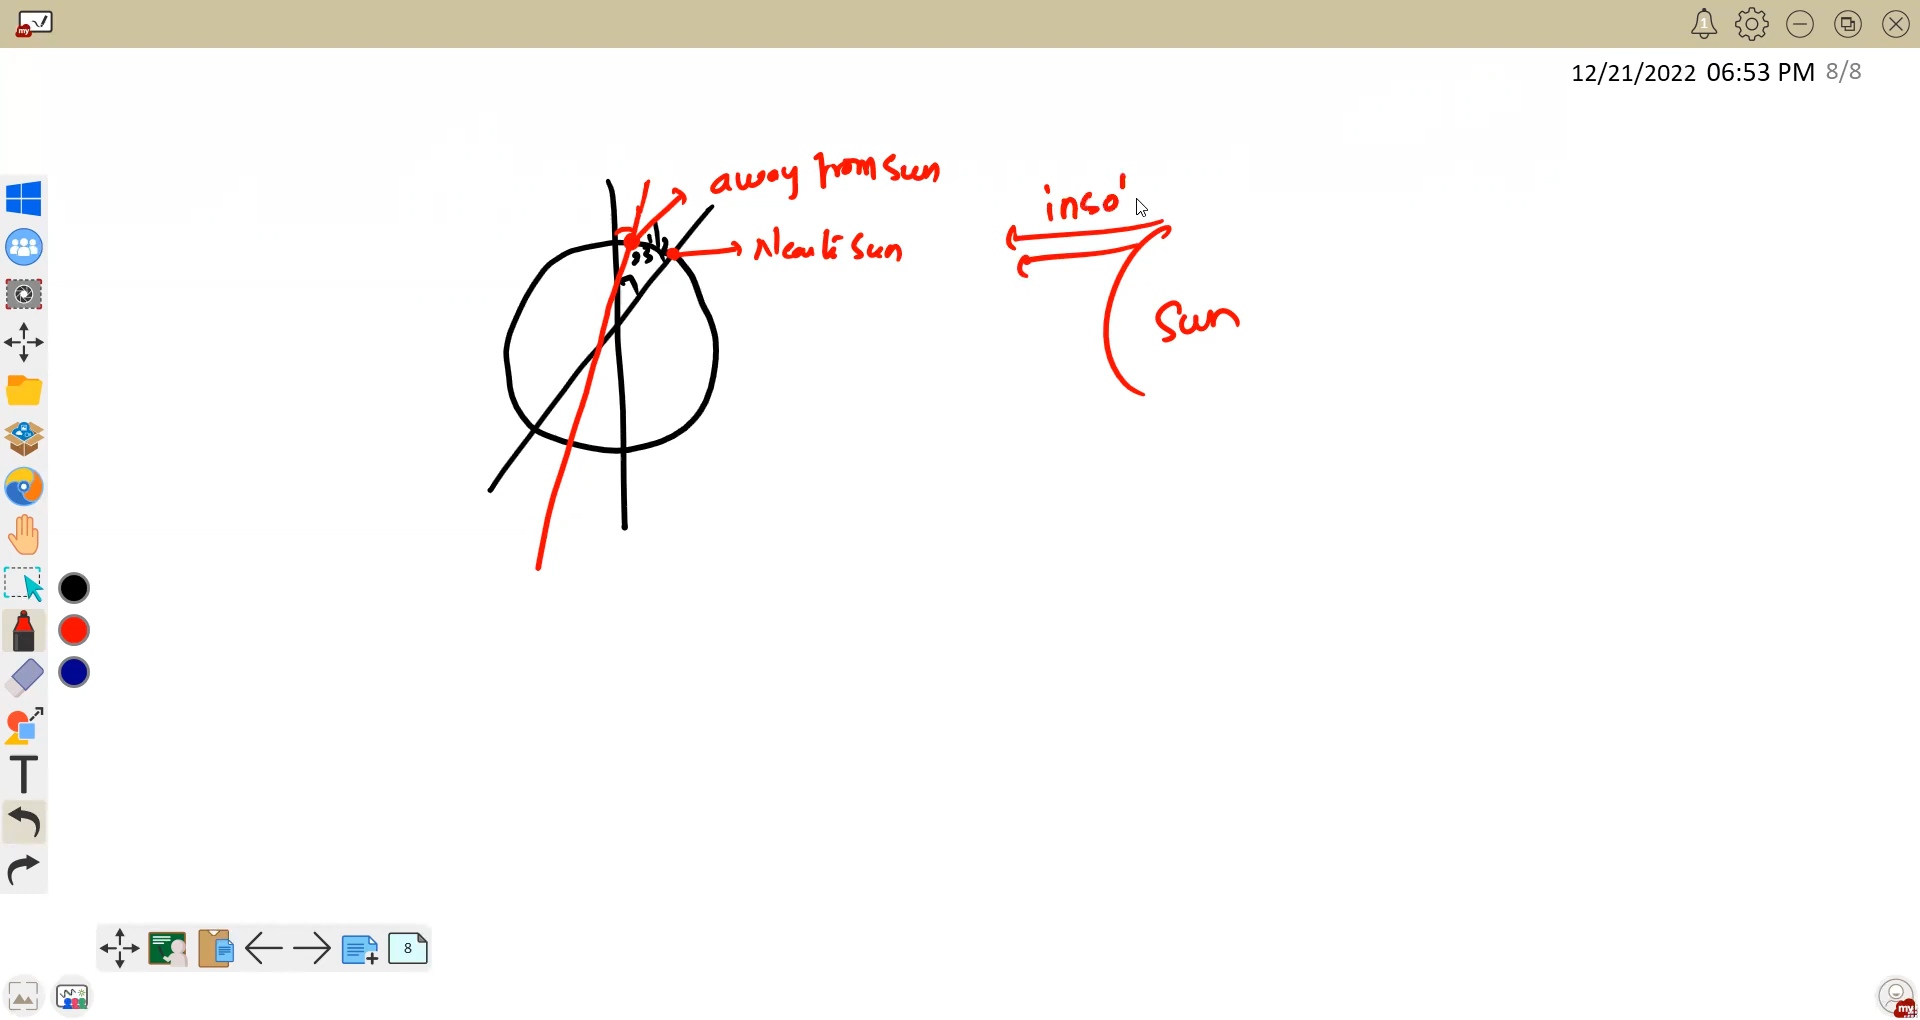 12/21/2022 06:53 PM 8/8
away from Sun
inso
Near to Sun
Sun
T
8